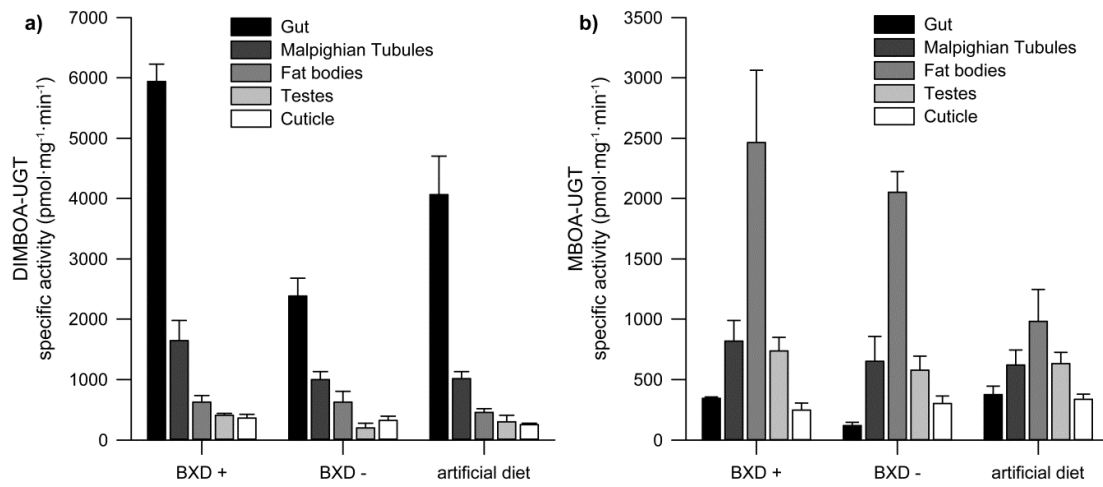 a)
DIMBOA-UGT
specific activity (pmol·mg⁻¹·min⁻¹)
7000
6000
5000
4000
3000
2000
1000
0
Gut
Malpighian Tubules
Fat bodies
Testes
Cuticle
BXD +
BXD -
artificial diet
b)
MBOA-UGT
specific activity (pmol·mg⁻¹·min⁻¹)
3500
3000
2500
2000
1500
1000
500
0
Gut
Malpighian Tubules
Fat bodies
Testes
Cuticle
BXD +
BXD -
artificial diet